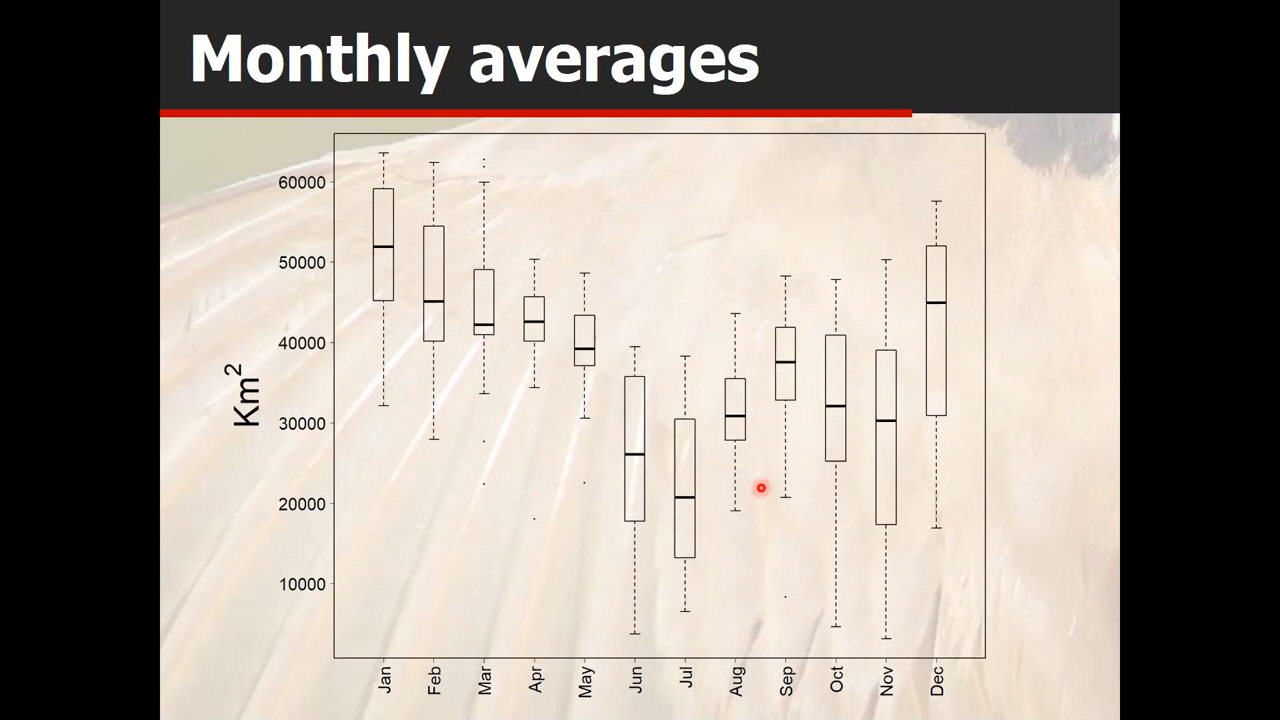 Monthly averages
60000
50000
40000
30000
20000
10000
Km²
Jan
Feb
Mar
Apr
May
Jun
Jul
Aug
Sep
Oct
Nov
Dec